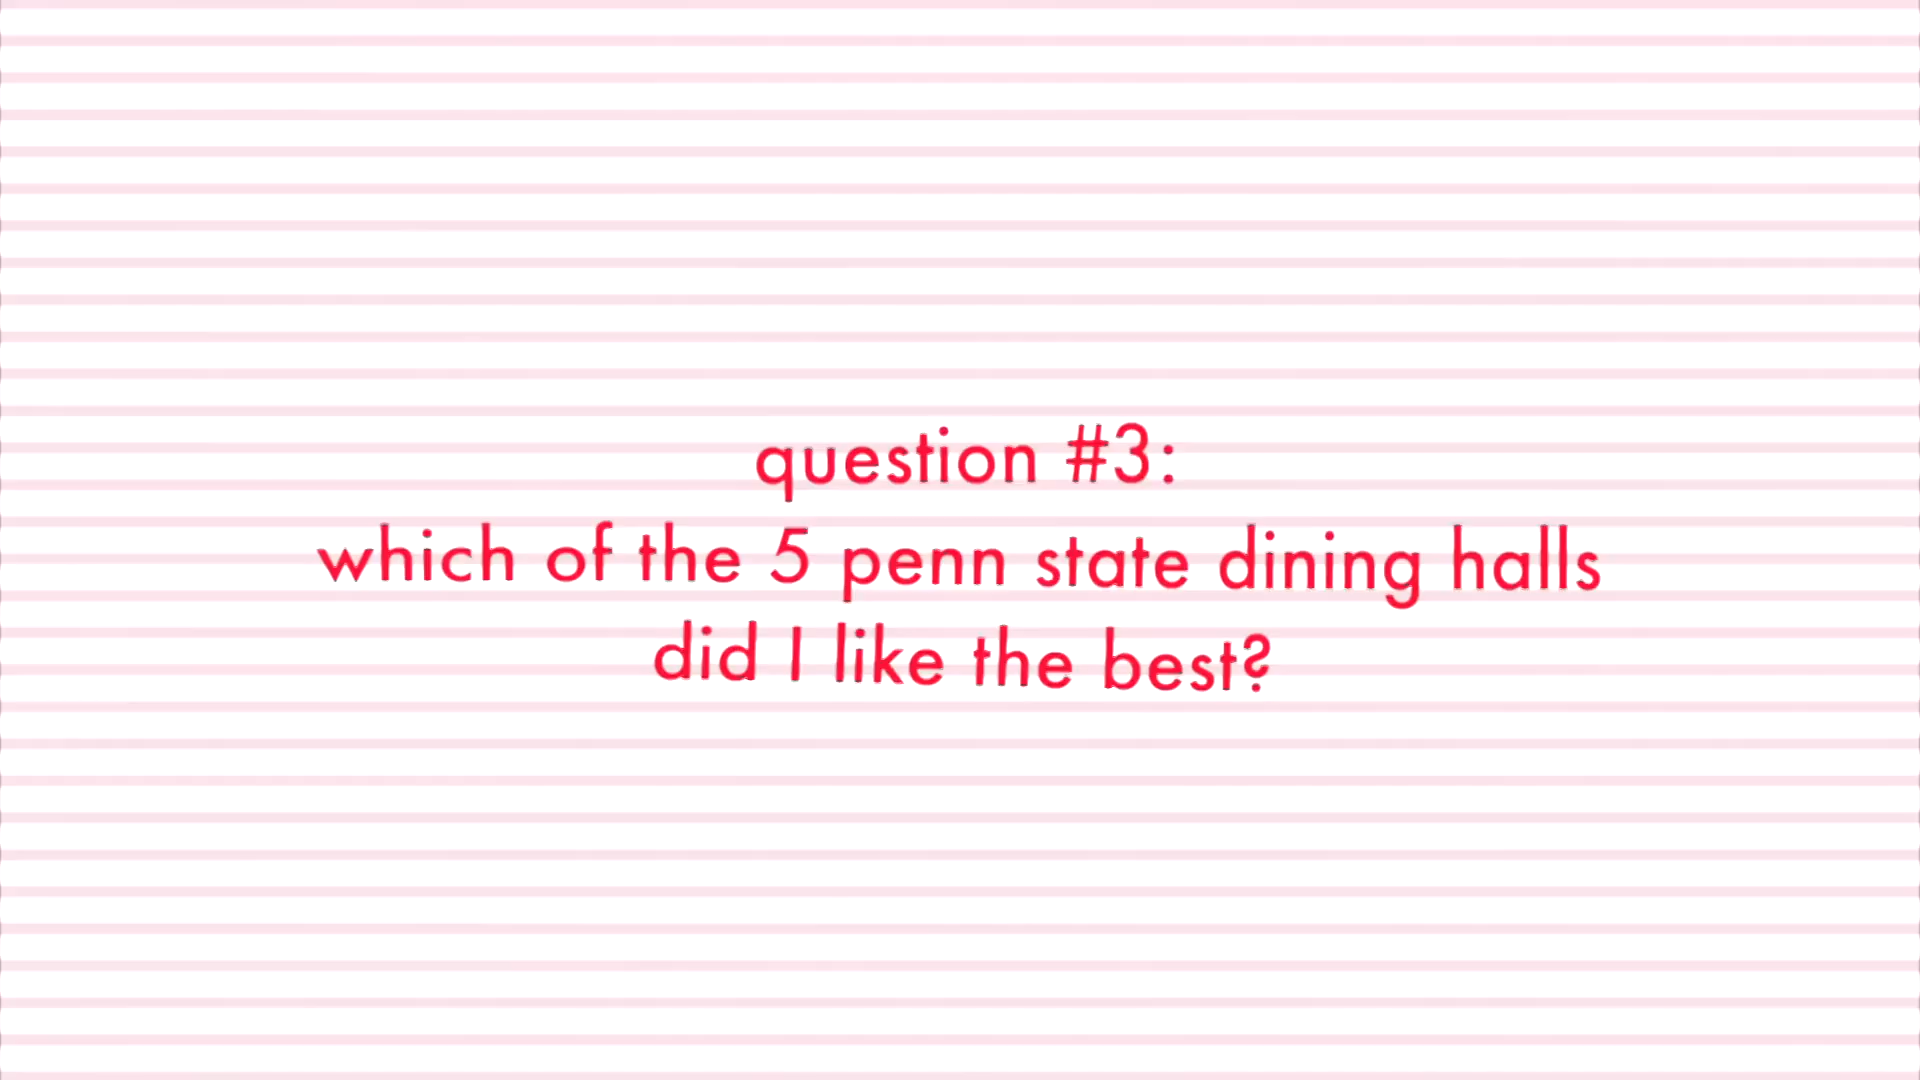 question #3:
which of the 5 penn state dining halls
did I like the best?